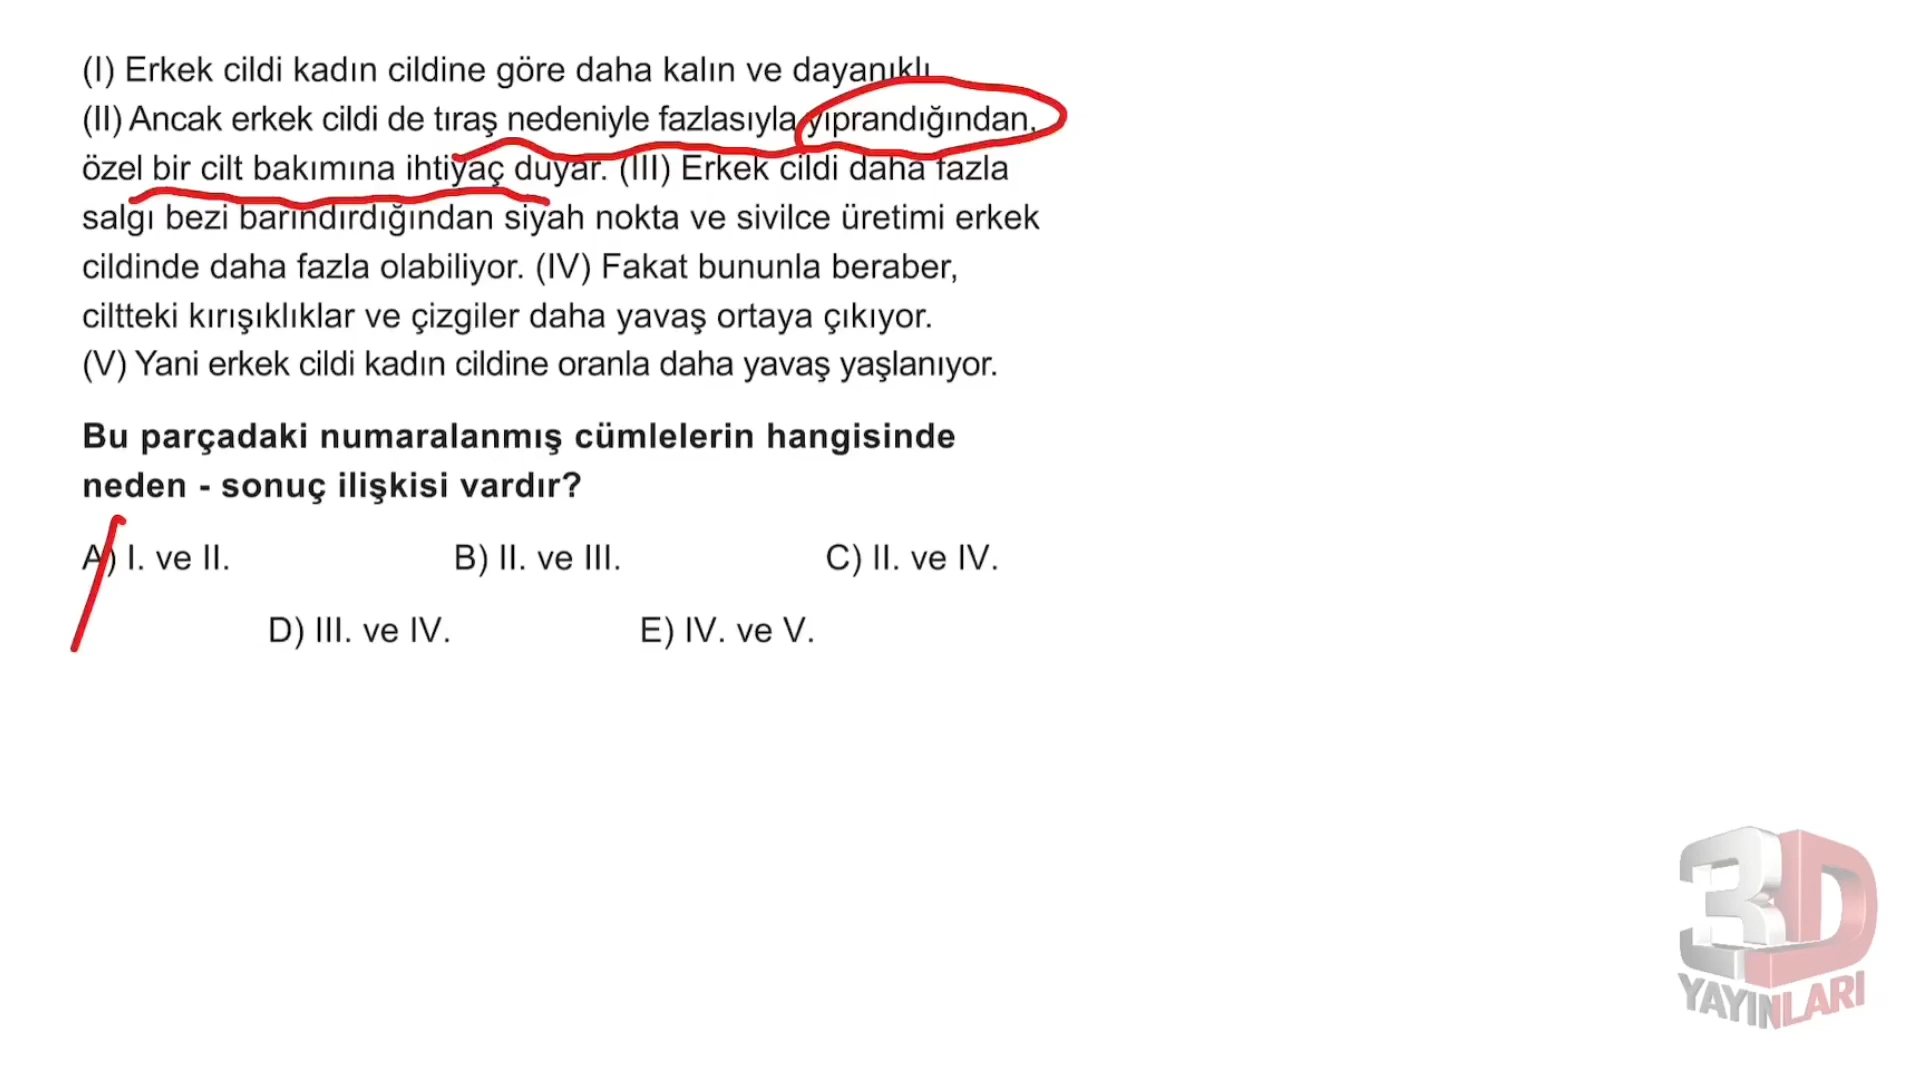 (I) Erkek cildi kadın cildine göre daha kalın ve dayanıklı.
(II) Ancak erkek cildi de tıraş nedeniyle fazlasıyla yıprandığından,
özel bir cilt bakımına ihtiyaç duyar. (III) Erkek cildi daha fazla
salgı bezi barındırdığından siyah nokta ve sivilce üretimi erkek
cildinde daha fazla olabiliyor. (IV) Fakat bununla beraber,
ciltteki kırışıklıklar ve çizgiler daha yavaş ortaya çıkıyor.
(V) Yani erkek cildi kadın cildine oranla daha yavaş yaşlanıyor.
Bu parçadaki numaralanmış cümlelerin hangisinde
neden - sonuç ilişkisi vardır?
A) I. ve II. B) II. ve III. C) II. ve IV.
D) III. ve IV. E) IV. ve V.
3D
YAYINLARI